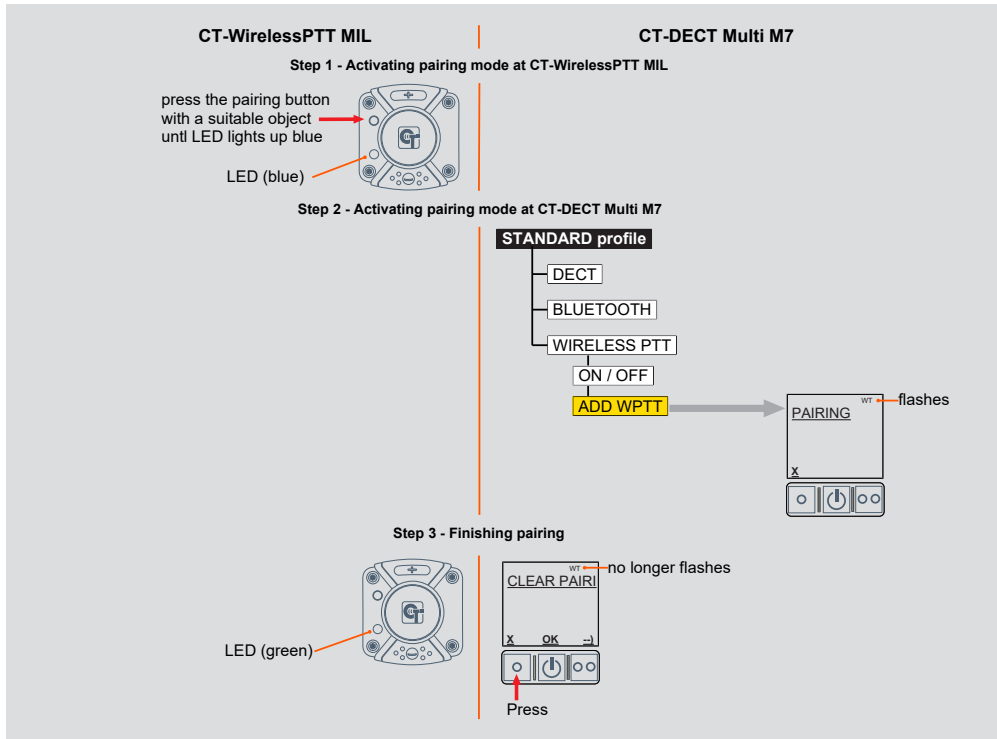 CT-WirelessPTT MIL
CT-DECT Multi M7
Step 1 - Activating pairing mode at CT-WirelessPTT MIL
press the pairing button
with a suitable object
untl LED lights up blue
LED (blue)
Step 2 - Activating pairing mode at CT-DECT Multi M7
STANDARD profile
DECT
BLUETOOTH
WIRELESS PTT
ON / OFF
ADD WPTT
WT
flashes
PAIRING
X
Step 3 - Finishing pairing
WT
no longer flashes
CLEAR PAIRI
X OK --)
LED (green)
Press